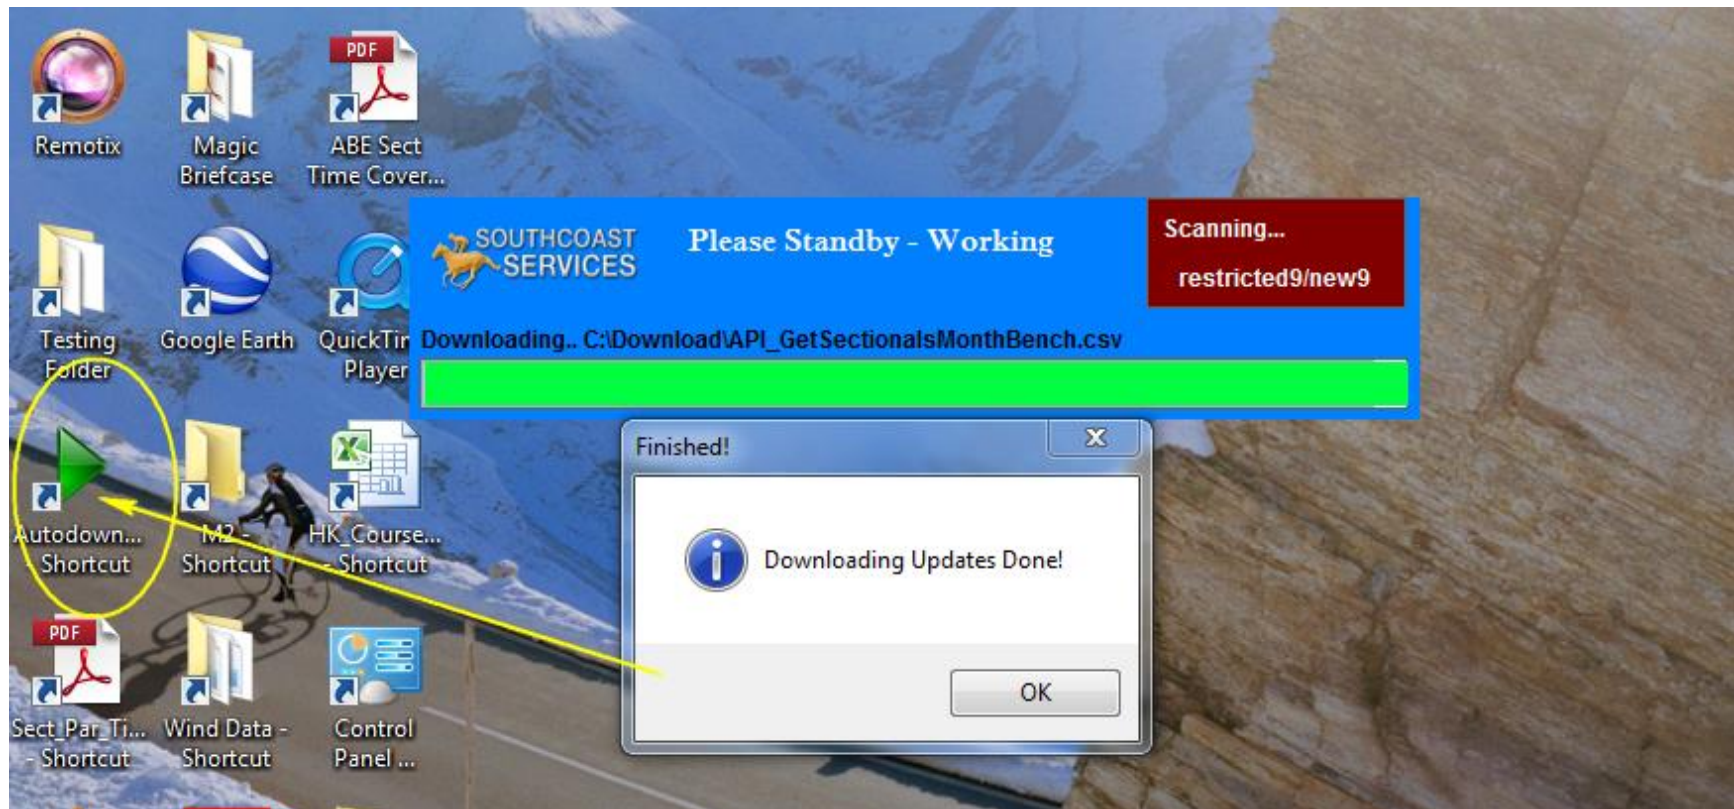 PDF
Remotix
Magic
Briefcase
ABE Sect
Time Cover...
SOUTHCOAST
SERVICES
Please Standby - Working
Scanning...
restricted9/new9
Downloading.. C:\Download\API_GetSectionalsMonthBench.csv
Testing
Folder
Google Earth
QuickTim
Player
Finished!
X
Downloading Updates Done!
OK
Autodown...
- Shortcut
M2 -
Shortcut
HK_Course...
- Shortcut
PDF
Sect_Par_Ti...
- Shortcut
Wind Data -
Shortcut
Control
Panel ...